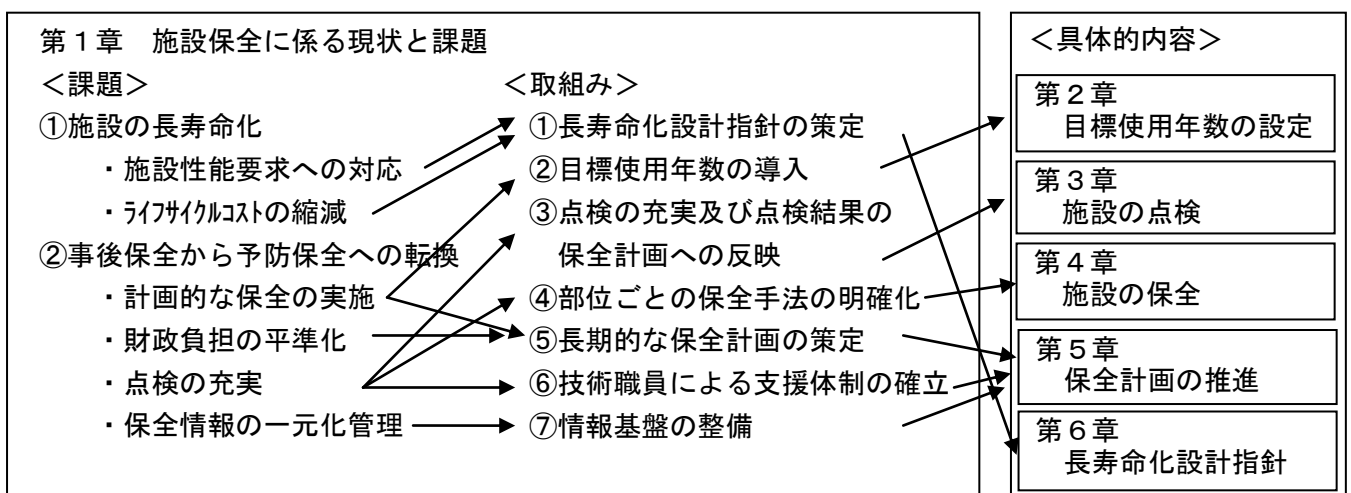 第１章　施設保全に係る現状と課題
＜課題＞
①施設の長寿命化
・施設性能要求への対応
・ﾗｲﾌｻｲｸﾙｺｽﾄの縮減
②事後保全から予防保全への転換
・計画的な保全の実施
・財政負担の平準化
・点検の充実
・保全情報の一元化管理
＜取組み＞
①長寿命化設計指針の策定
②目標使用年数の導入
③点検の充実及び点検結果の
保全計画への反映
④部位ごとの保全手法の明確化
⑤長期的な保全計画の策定
⑥技術職員による支援体制の確立
⑦情報基盤の整備
＜具体的内容＞
第２章
目標使用年数の設定
第３章
施設の点検
第４章
施設の保全
第５章
保全計画の推進
第６章
長寿命化設計指針